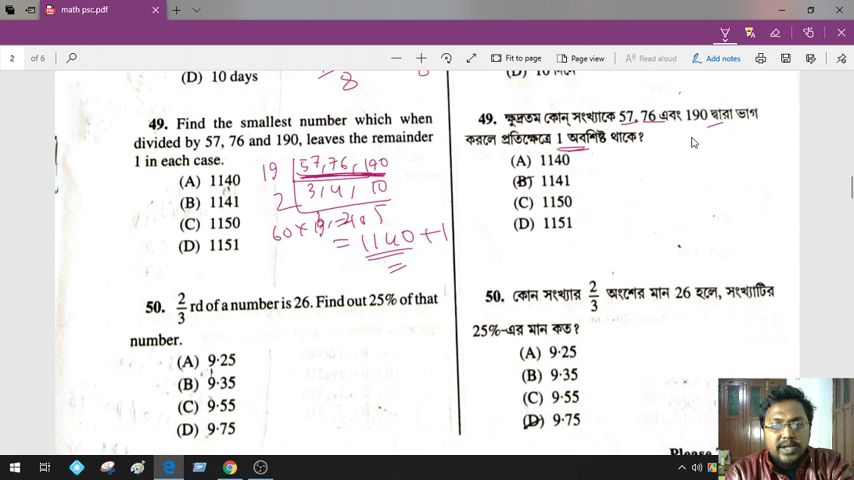 math psc.pdf
2 of 6
Fit to page
Page view
Read aloud
Add notes
(D) 10 days
8
49. Find the smallest number which when
divided by 57, 76 and 190, leaves the remainder
1 in each case.
(A) 1140
(B) 1141
(C) 1150
(D) 1151
19 57, 76, 190
2 3, 4, 10
= 1140 + 1
50. 2/3 rd of a number is 26. Find out 25% of that
number.
(A) 9·25
(B) 9·35
(C) 9·55
(D) 9·75
49. ক্ষুদ্রতম কোন্ সংখ্যাকে 57, 76 এবং 190 দ্বারা ভাগ
করলে প্রতিক্ষেত্রে 1 অবশিষ্ট থাকে?
(A) 1140
(B) 1141
(C) 1150
(D) 1151
50. কোন সংখ্যার 2/3 অংশের মান 26 হলে, সংখ্যাটির
25%-এর মান কত?
(A) 9·25
(B) 9·35
(C) 9·55
(D) 9·75